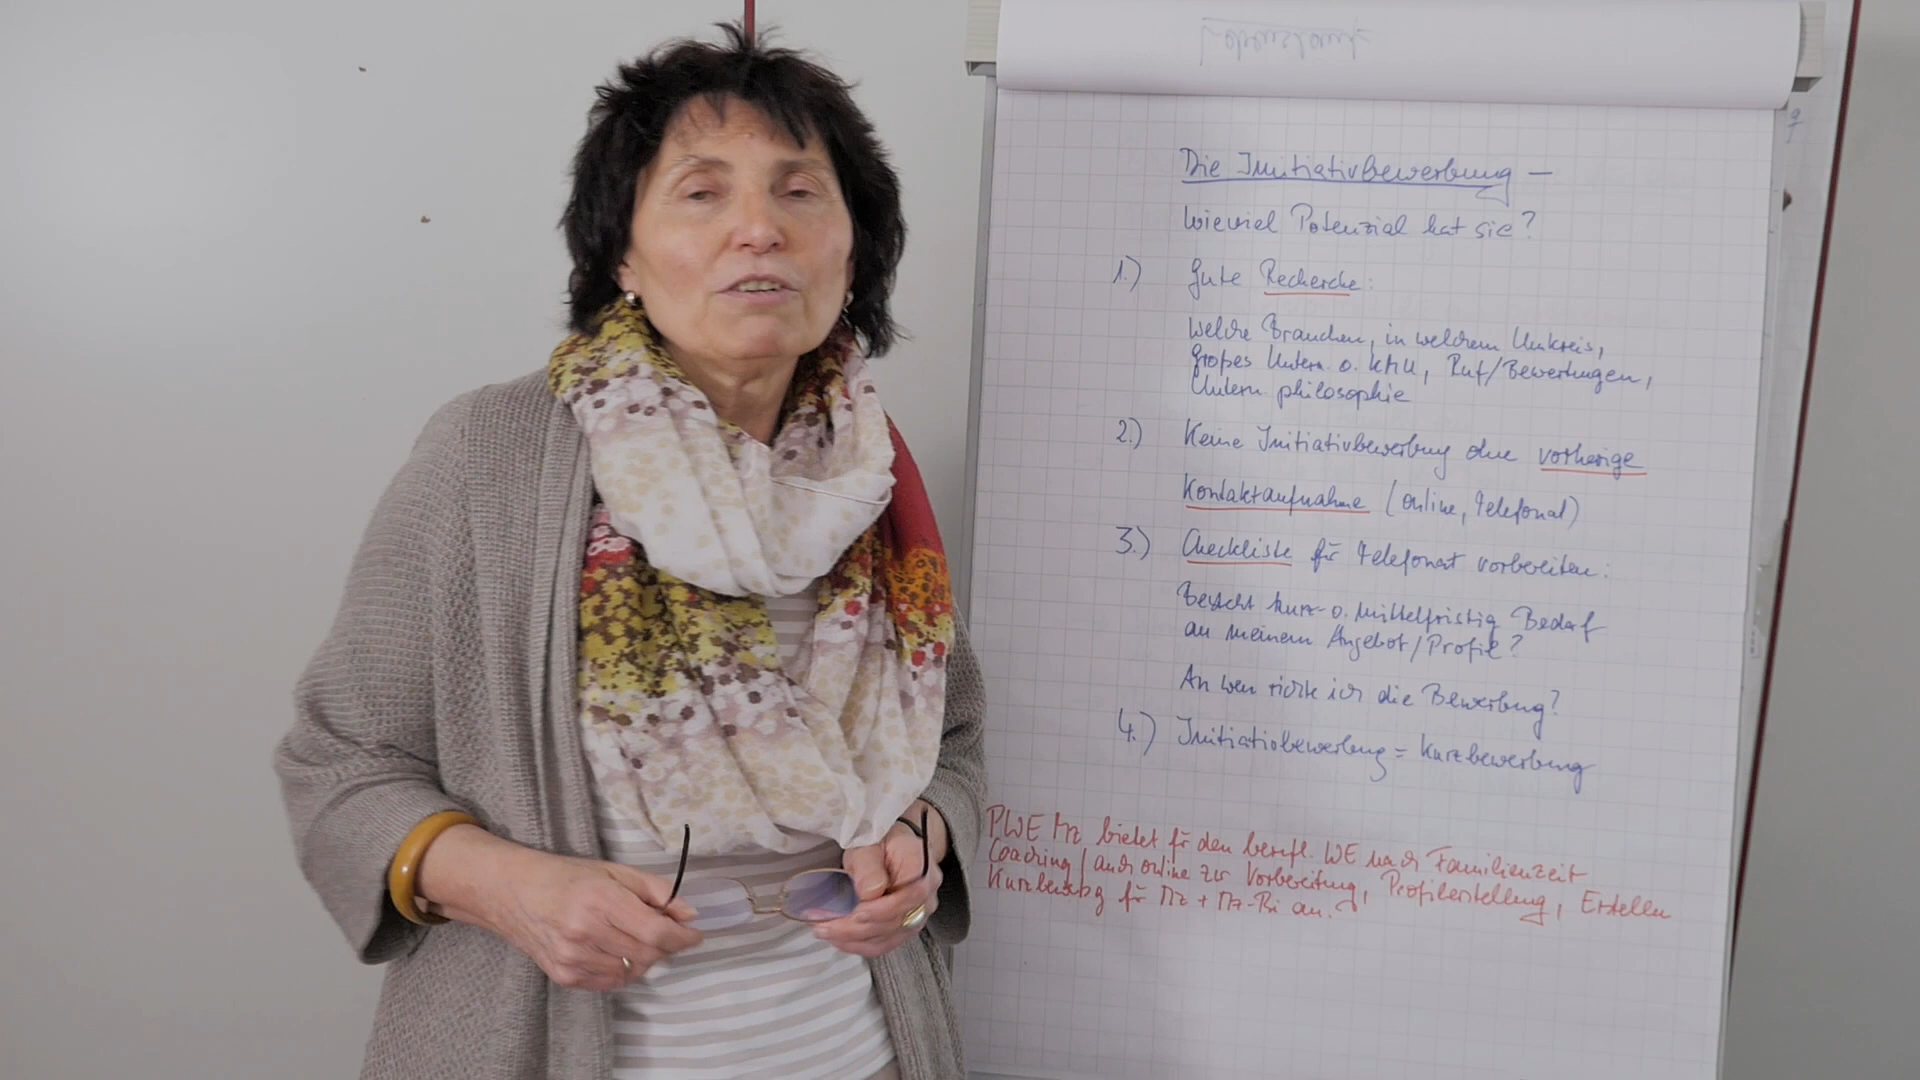 Die Initiativbewerbung –
Wieviel Potenzial hat sie?
1.) Gute Recherche:
Welche Branchen, in welchem Umkreis,
großes Untern. o. KMU, Ruf/Bewertungen,
Untern.philosophie
2.) Keine Initiativbewerbung ohne vorherige
Kontaktaufnahme (online, telefonal)
3.) Checkliste für Telefonat vorbereiten:
Besteht kurz- o. mittelfristig Bedarf
an meinem Angebot/Profil?
An wen richte ich die Bewerbung?
4.) Initiativbewerbung = Kurzbewerbung
PWE Mz bietet für den berufl. WE nach Familienzeit
Coaching / auch online zur Vorbereitung, Profilerstellung, Erstellen
Kurzbewerbg für Mz + Mz-Bi an.